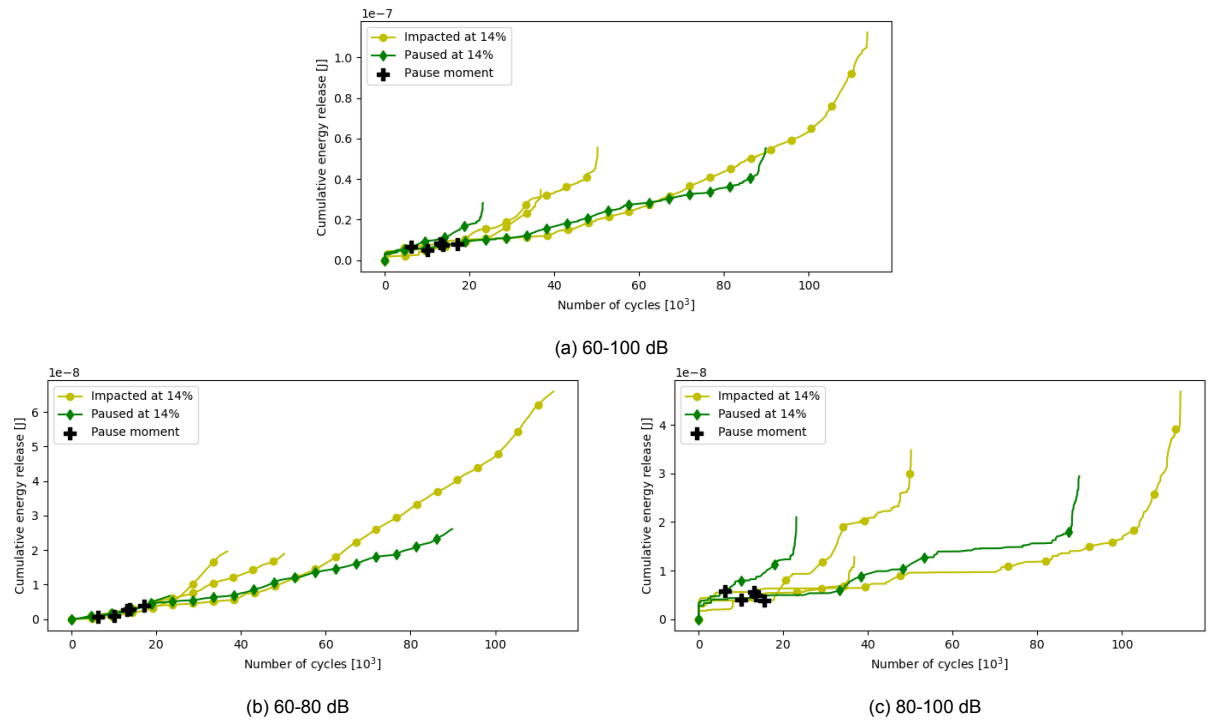 1e−7
Impacted at 14%
Paused at 14%
Pause moment
Cumulative energy release [J]
1.0
0.8
0.6
0.4
0.2
0.0
0 20 40 60 80 100
Number of cycles [10³]
(a) 60-100 dB
1e−8
Impacted at 14%
Paused at 14%
Pause moment
Cumulative energy release [J]
6
5
4
3
2
1
0
0 20 40 60 80 100
Number of cycles [10³]
(b) 60-80 dB
1e−8
Impacted at 14%
Paused at 14%
Pause moment
Cumulative energy release [J]
4
3
2
1
0
0 20 40 60 80 100
Number of cycles [10³]
(c) 80-100 dB